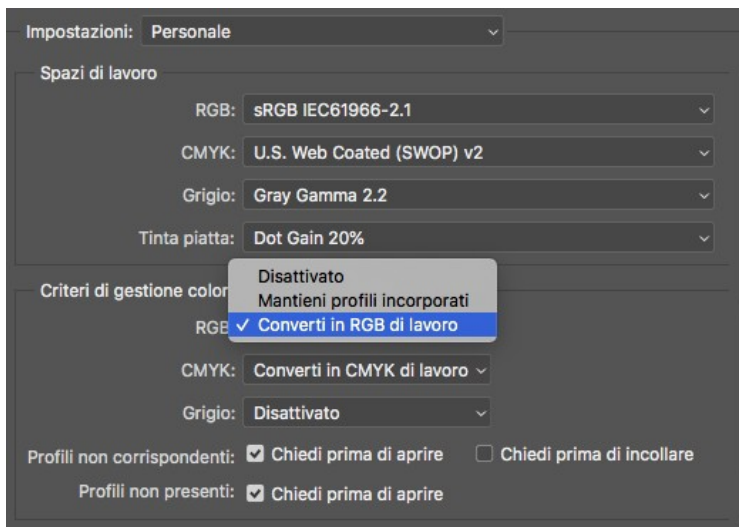 Impostazioni: Personale
Spazi di lavoro
RGB: sRGB IEC61966-2.1
CMYK: U.S. Web Coated (SWOP) v2
Grigio: Gray Gamma 2.2
Tinta piatta: Dot Gain 20%
Criteri di gestione color
Disattivato
Mantieni profili incorporati
RGB ✓ Converti in RGB di lavoro
CMYK: Converti in CMYK di lavoro
Grigio: Disattivato
Profili non corrispondenti: Chiedi prima di aprire Chiedi prima di incollare
Profili non presenti: Chiedi prima di aprire